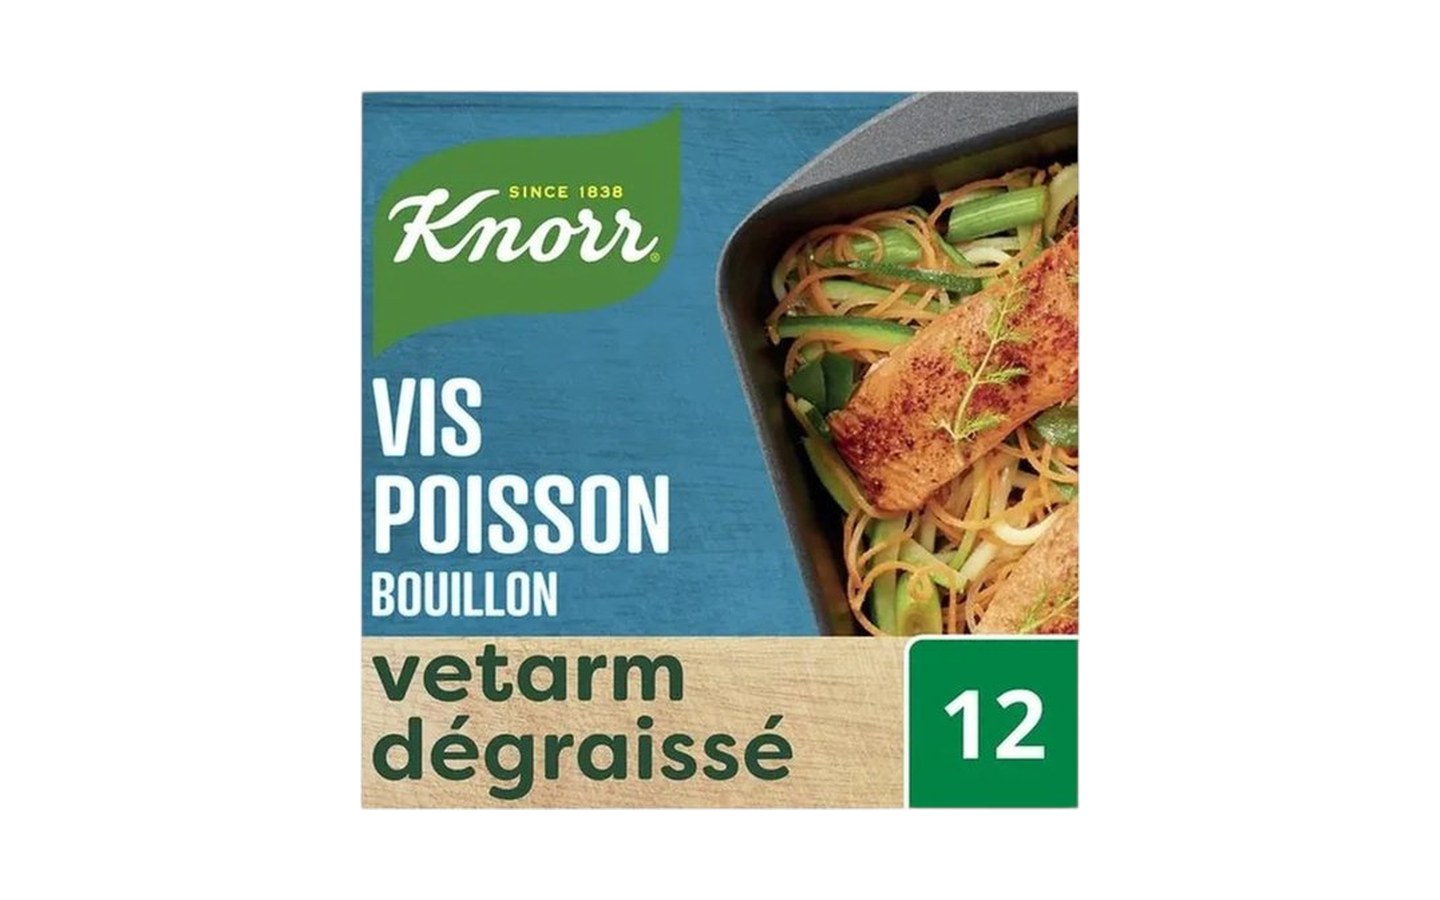 SINCE 1838
Knorr®
VIS
POISSON
BOUILLON
vetarm
dégraissé
12